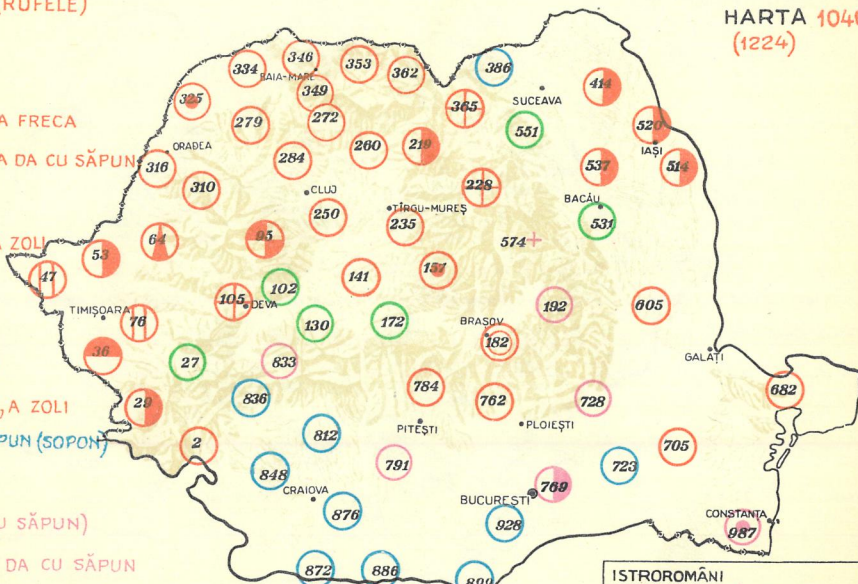 (RUFELE)
HARTA 1040
(1224)
A FRECA
A DA CU SĂPUN
A ZOLI
, A ZOLI
PUN (SOPON)
U SĂPUN)
DA CU SĂPUN
346
334
353
362
386
BAIA-MARE
349
325
365
414
SUCEAVA
279
272
551
520
ORADEA
IAȘI
316
284
260
219
537
514
310
228
CLUJ
TÎRGU-MUREȘ
BACĂU
250
235
531
64
95
574
53
47
157
141
102
105
DEVA
192
605
TIMIȘOARA
76
130
172
BRAȘOV
182
36
27
833
GALAȚI
784
682
29
836
762
728
PITEȘTI
PLOIEȘTI
812
2
705
848
791
723
CRAIOVA
769
BUCUREȘTI
876
928
CONSTANȚA
987
872
886
899
ISTROROMÂNI